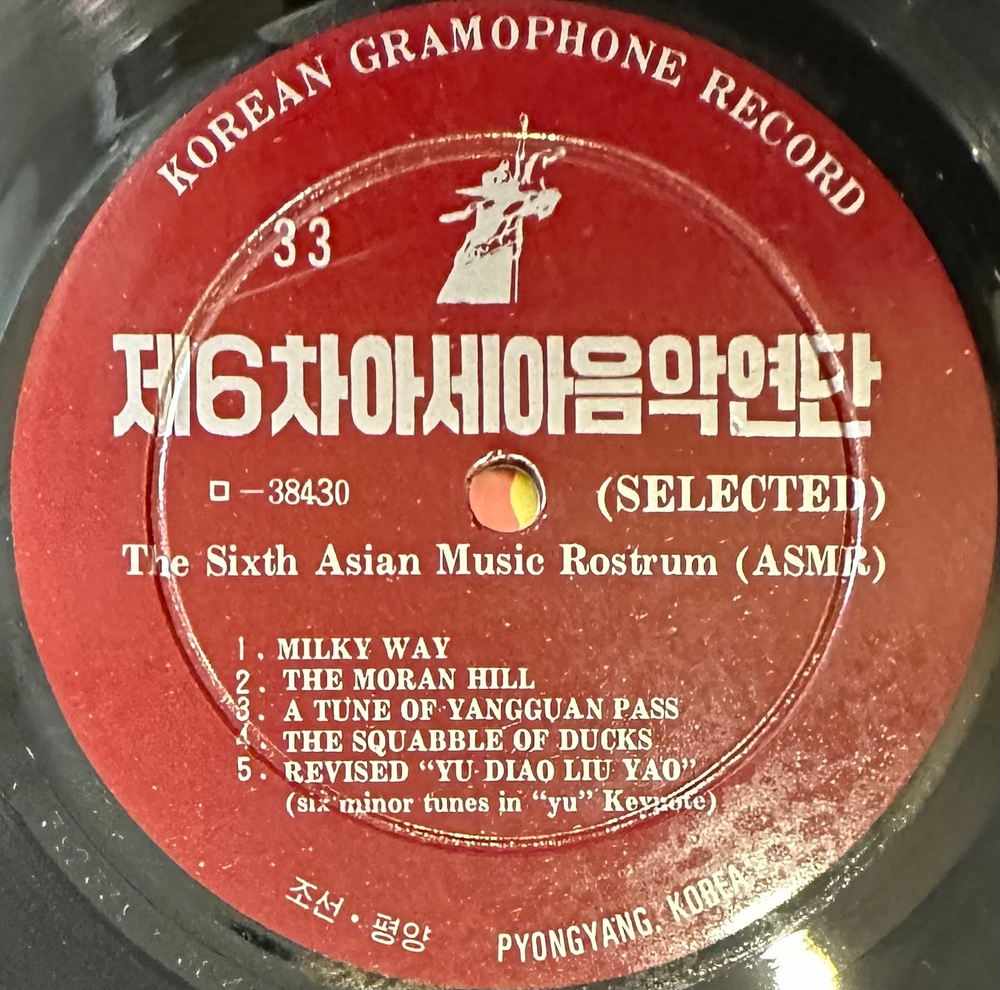 KOREAN GRAMOPHONE RECORD
33
제6차아세아음악연단
ㅁ-38430
(SELECTED)
The Sixth Asian Music Rostrum (ASMR)
1. MILKY WAY
2. THE MORAN HILL
3. A TUNE OF YANGGUAN PASS
4. THE SQUABBLE OF DUCKS
5. REVISED "YU DIAO LIU YAO"
(six minor tunes in "yu" Keynote)
조선・평양
PYONGYANG, KOREA